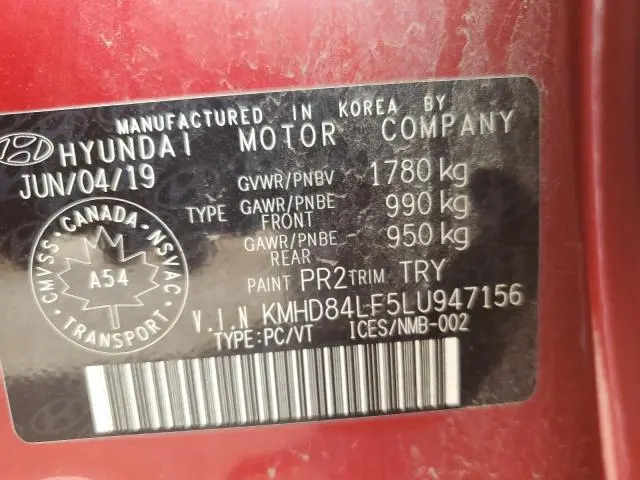 MANUFACTURED IN KOREA BY
HYUNDAI MOTOR COMPANY
JUN/04/19
GVWR/PNBV 1780 kg
TYPE GAWR/PNBE FRONT 990 kg
GAWR/PNBE REAR 950 kg
PAINT PR2 TRIM TRY
CANADA
CMVSS NSVAC
A54
TRANSPORT
V.I.N KMHD84LF5LU947156
TYPE:PC/VT ICES/NMB-002